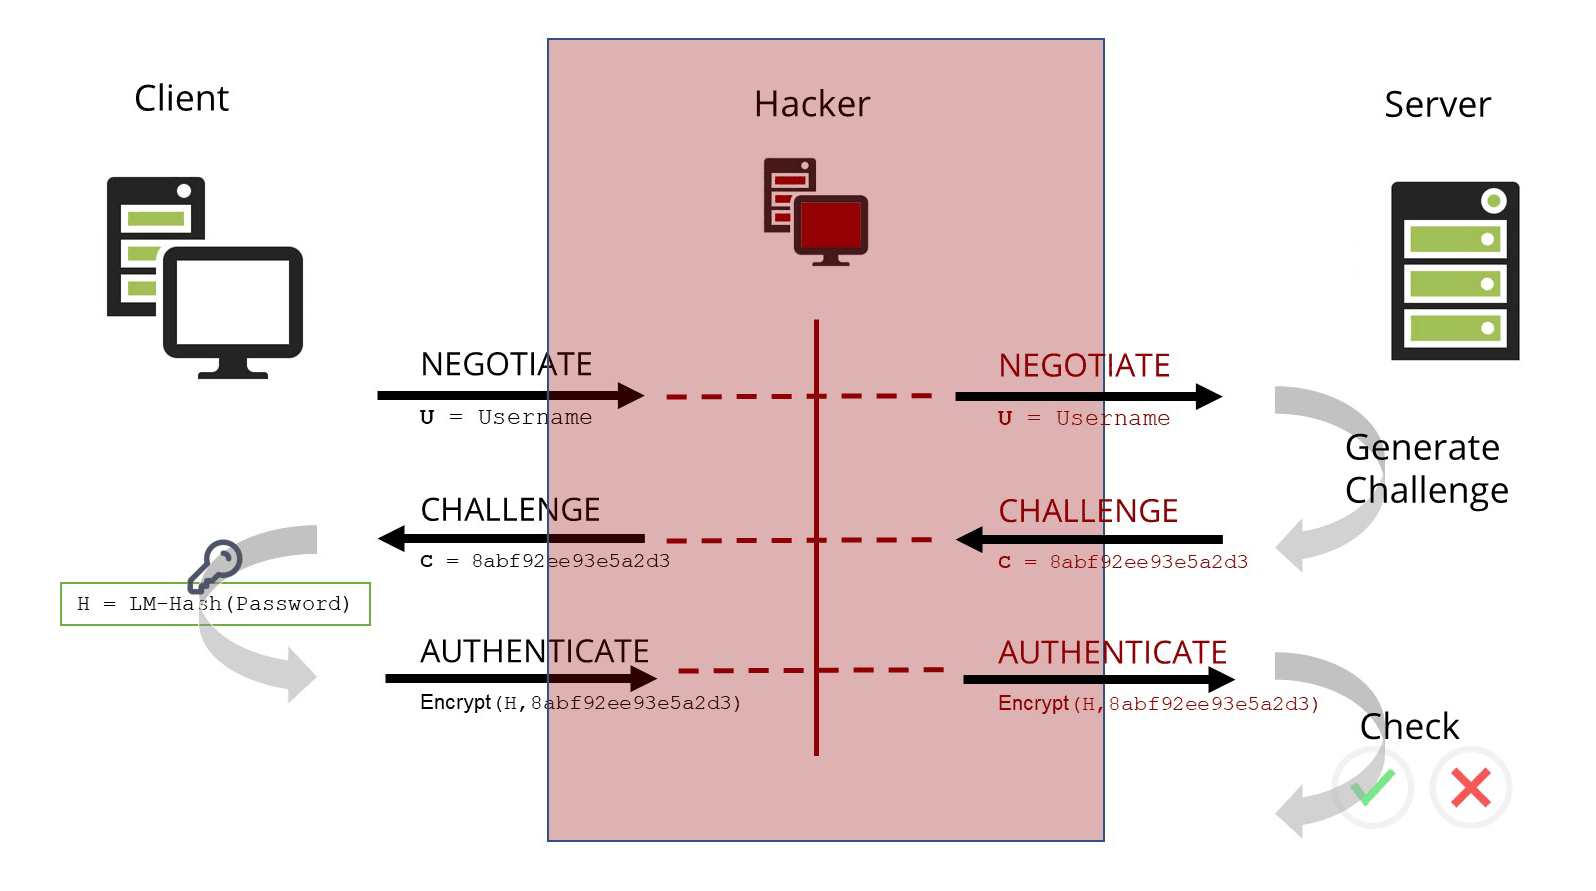 Client
Hacker
Server
NEGOTIATE
U = Username
NEGOTIATE
U = Username
Generate
Challenge
CHALLENGE
C = 8abf92ee93e5a2d3
CHALLENGE
C = 8abf92ee93e5a2d3
H = LM-Hash(Password)
AUTHENTICATE
Encrypt(H,8abf92ee93e5a2d3)
AUTHENTICATE
Encrypt(H,8abf92ee93e5a2d3)
Check